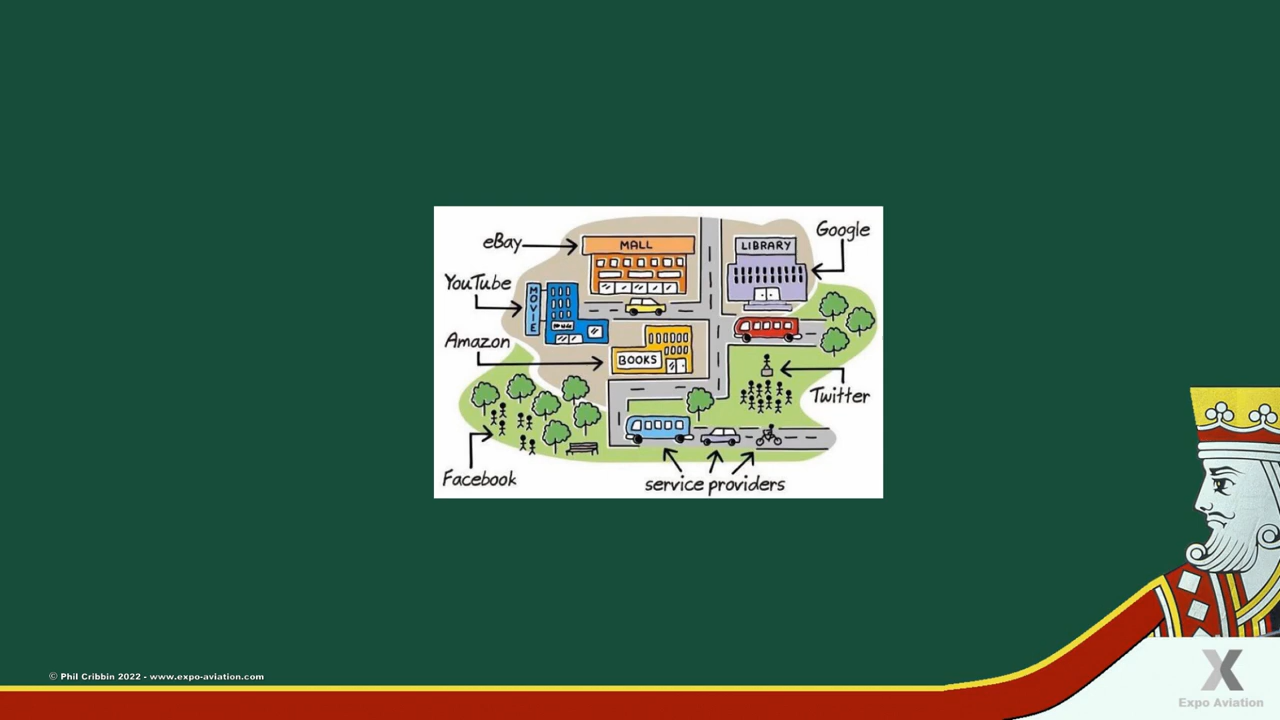 eBay
MALL
LIBRARY
Google
YouTube
MOVIE
Amazon
BOOKS
Twitter
Facebook
service providers
© Phil Cribbin 2022 - www.expo-aviation.com
X
Expo Aviation